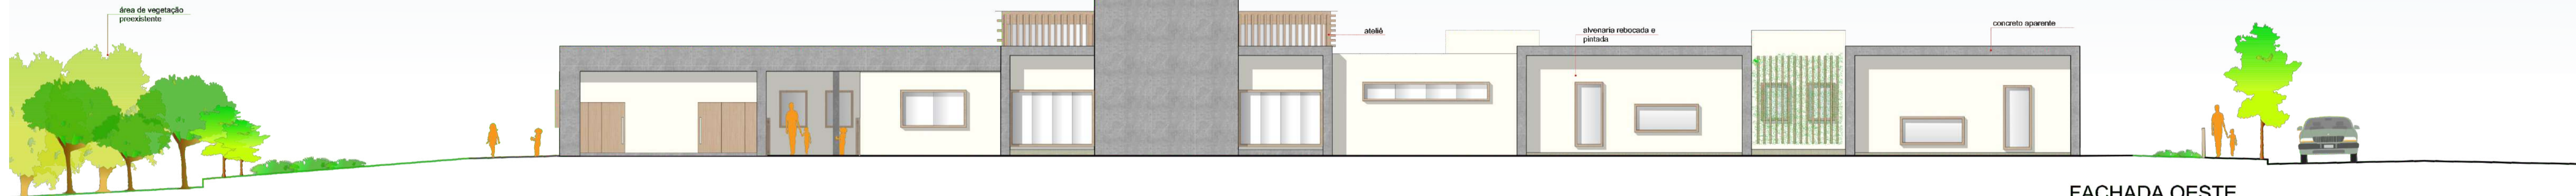 área de vegetação
preexistente
ateliê
alvenaria rebocada e
pintada
concreto aparente
FACHADA OESTE